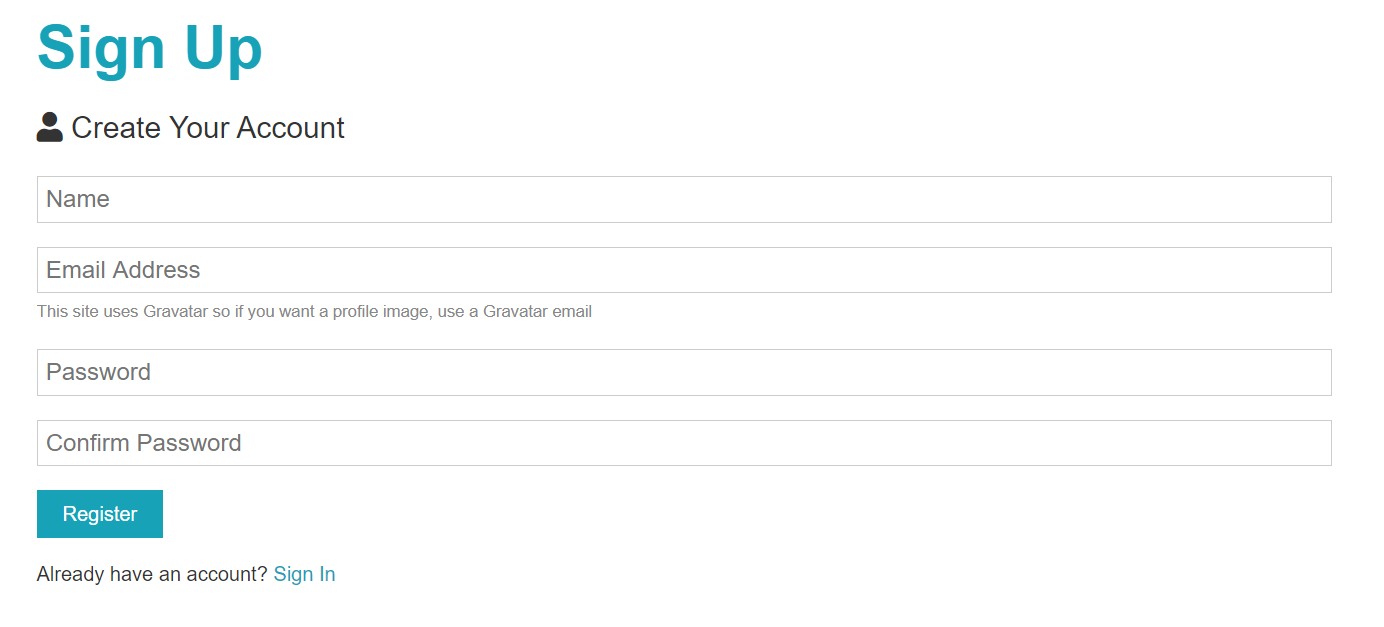 Sign Up
Create Your Account
Name
Email Address
This site uses Gravatar so if you want a profile image, use a Gravatar email
Password
Confirm Password
Register
Already have an account? Sign In